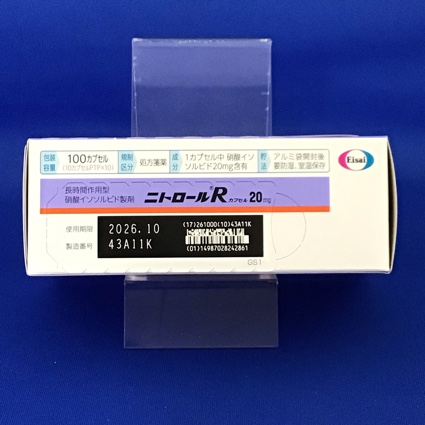 包装容量 100カプセル (10カプセルPTP×10) 規制区分 処方箋薬 成分 1カプセル中 硝酸イソソルビド20mg含有 貯法 アルミ袋開封後要防湿、室温保存 Eisai
長時間作用型
硝酸イソソルビド製剤 ニトロールR カプセル 20mg
使用期限 2026.10
製造番号 43A11K
(17)261000(10)43A11K
(01)14987028242861
GS1